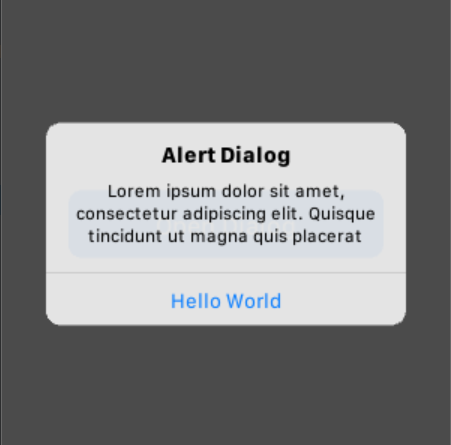 Alert Dialog
Lorem ipsum dolor sit amet,
consectetur adipiscing elit. Quisque
tincidunt ut magna quis placerat
Hello World